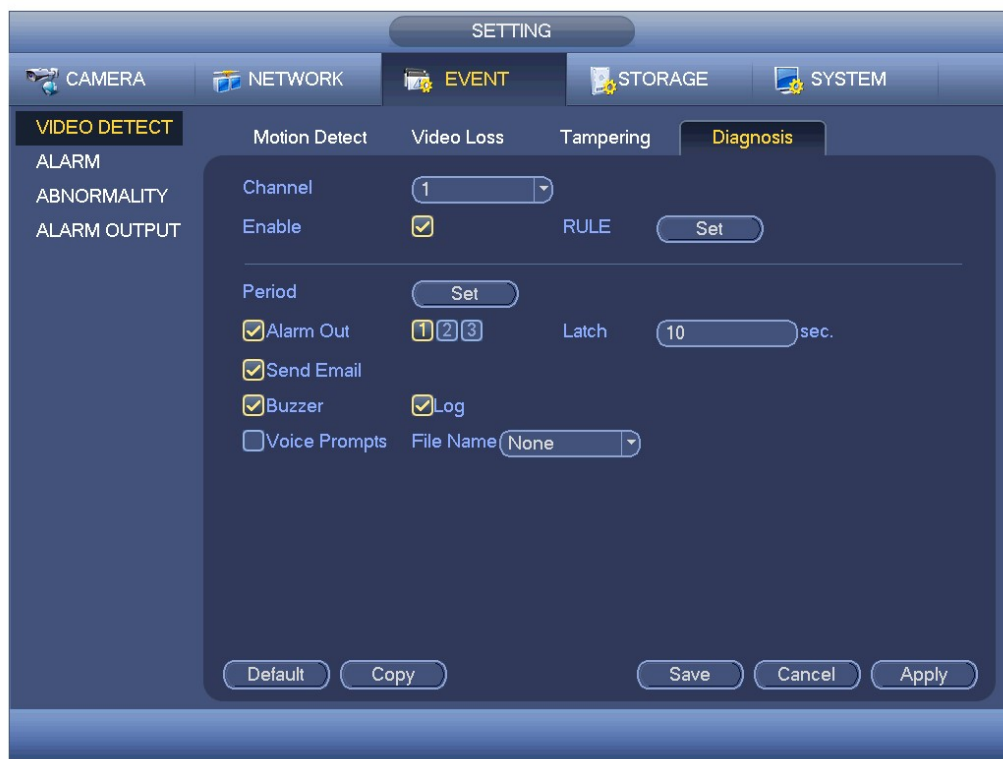 SETTING
CAMERA NETWORK EVENT STORAGE SYSTEM
VIDEO DETECT
ALARM
ABNORMALITY
ALARM OUTPUT
Motion Detect Video Loss Tampering Diagnosis
Channel 1
Enable RULE Set
Period Set
Alarm Out 1 2 3 Latch 10 sec.
Send Email
Buzzer Log
Voice Prompts File Name None
Default Copy Save Cancel Apply